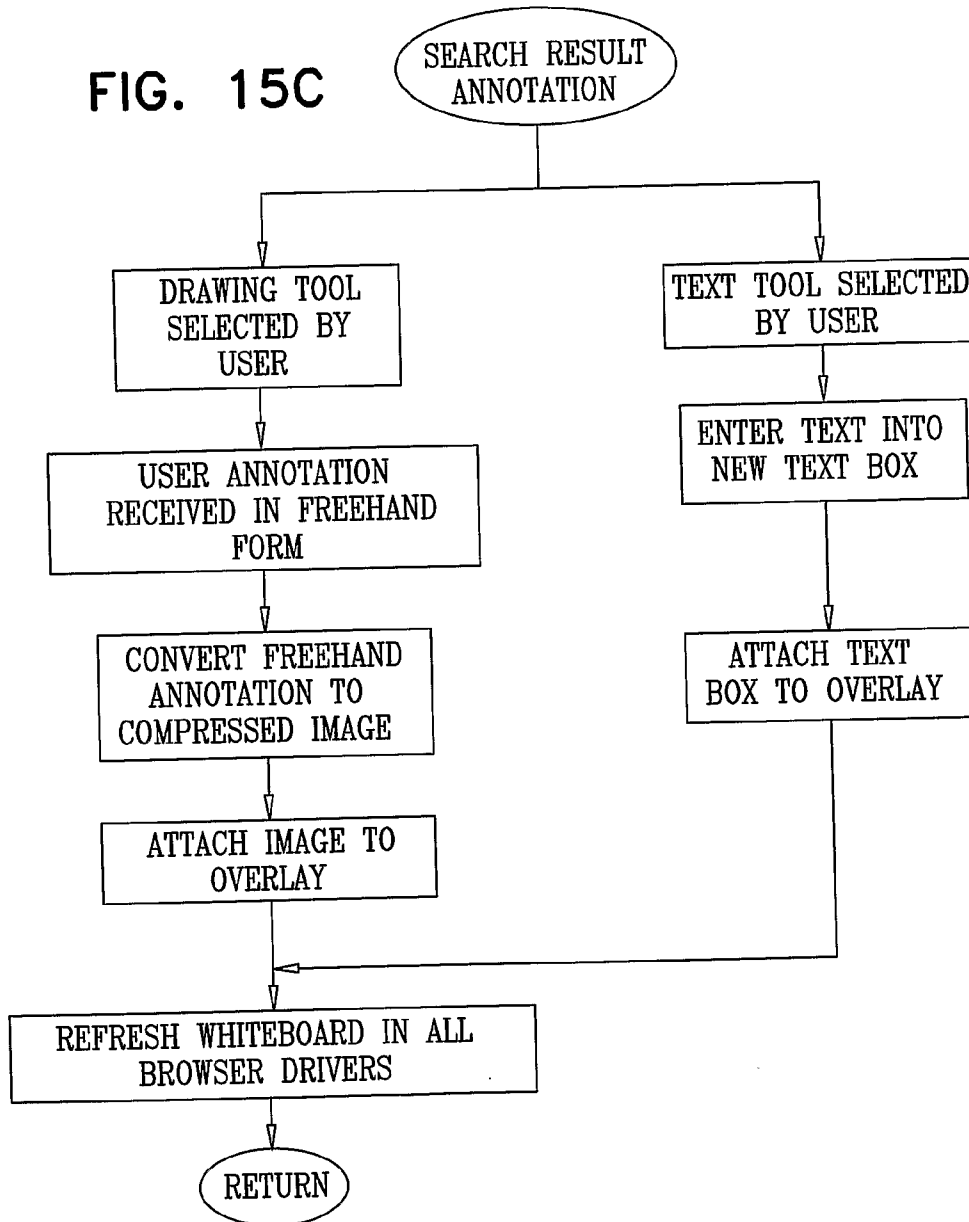 FIG. 15C
SEARCH RESULT
ANNOTATION
DRAWING TOOL
SELECTED BY
USER
USER ANNOTATION
RECEIVED IN FREEHAND
FORM
CONVERT FREEHAND
ANNOTATION TO
COMPRESSED IMAGE
ATTACH IMAGE TO
OVERLAY
TEXT TOOL SELECTED
BY USER
ENTER TEXT INTO
NEW TEXT BOX
ATTACH TEXT
BOX TO OVERLAY
REFRESH WHITEBOARD IN ALL
BROWSER DRIVERS
RETURN